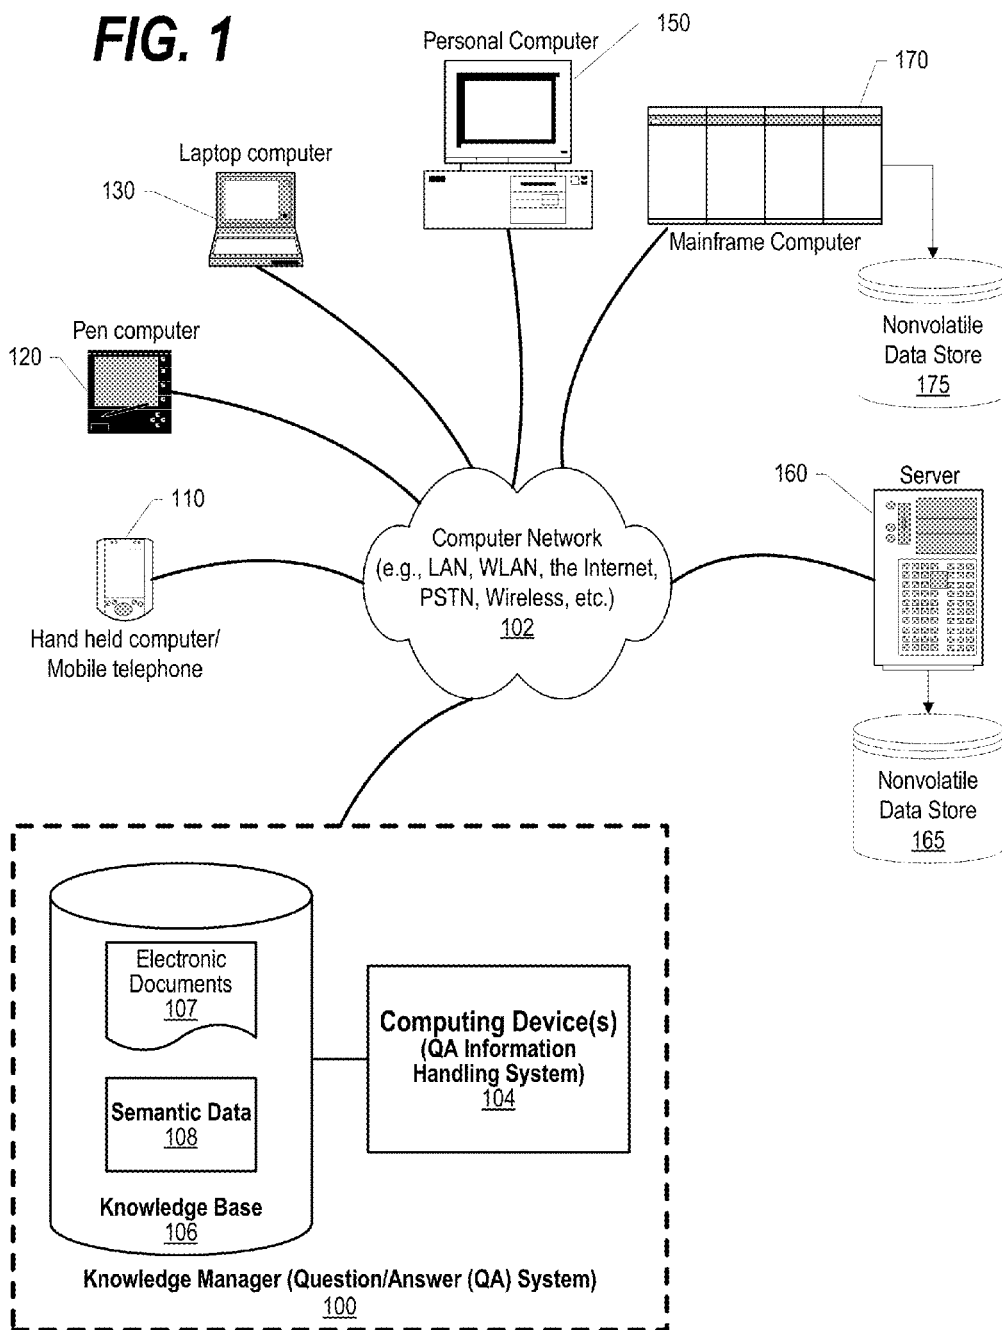 FIG. 1
Personal Computer
150
170
Laptop computer
130
Mainframe Computer
Nonvolatile
Data Store
175
Pen computer
120
160
Server
110
Computer Network
(e.g., LAN, WLAN, the Internet,
PSTN, Wireless, etc.)
102
Hand held computer/
Mobile telephone
Nonvolatile
Data Store
165
Electronic
Documents
107
Semantic Data
108
Knowledge Base
106
Computing Device(s)
(QA Information
Handling System)
104
Knowledge Manager (Question/Answer (QA) System)
100